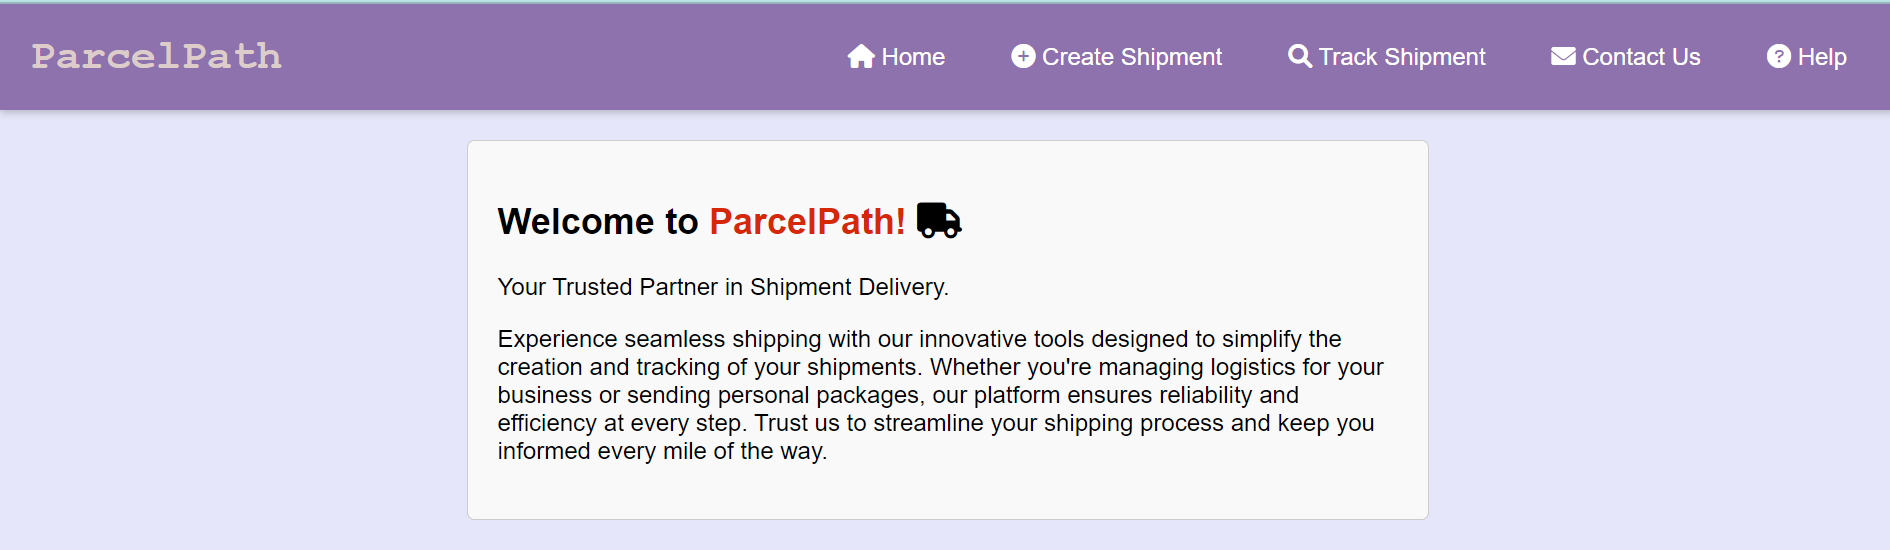 ParcelPath
Home
Create Shipment
Track Shipment
Contact Us
Help
Welcome to ParcelPath!
Your Trusted Partner in Shipment Delivery.
Experience seamless shipping with our innovative tools designed to simplify the
creation and tracking of your shipments. Whether you're managing logistics for your
business or sending personal packages, our platform ensures reliability and
efficiency at every step. Trust us to streamline your shipping process and keep you
informed every mile of the way.